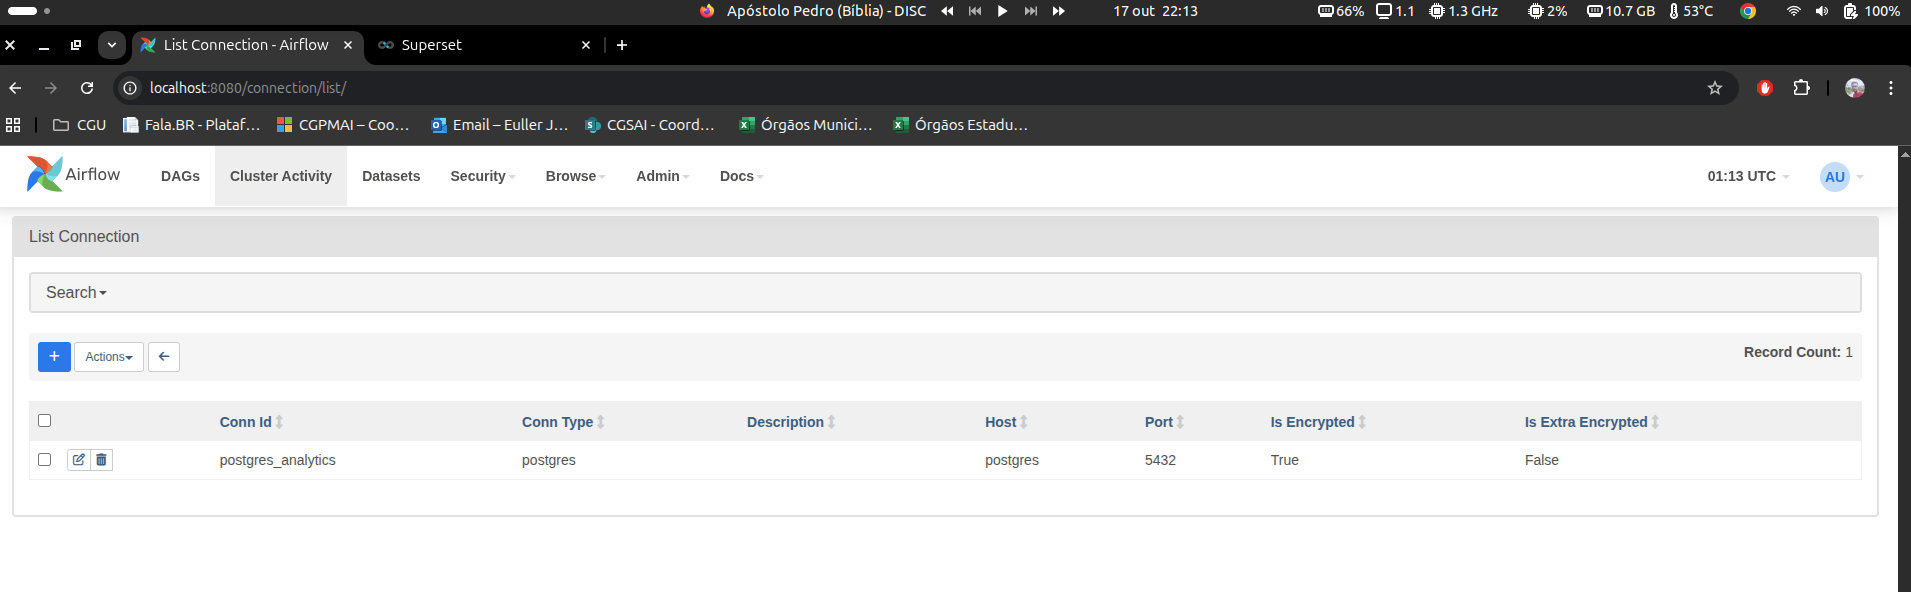 Apóstolo Pedro (Bíblia) - DISC 17 out 22:13 66% 1.1 1.3 GHz 2% 10.7 GB 53°C 100%
List Connection - Airflow Superset
localhost:8080/connection/list/
CGU Fala.BR - Plataf... CGPMAI – Coo... Email – Euller J... CGSAI - Coord... Órgãos Munici... Órgãos Estadu...
Airflow DAGs Cluster Activity Datasets Security Browse Admin Docs 01:13 UTC AU
List Connection
Search
+ Actions Record Count: 1
Conn Id Conn Type Description Host Port Is Encrypted Is Extra Encrypted
postgres_analytics postgres postgres 5432 True False